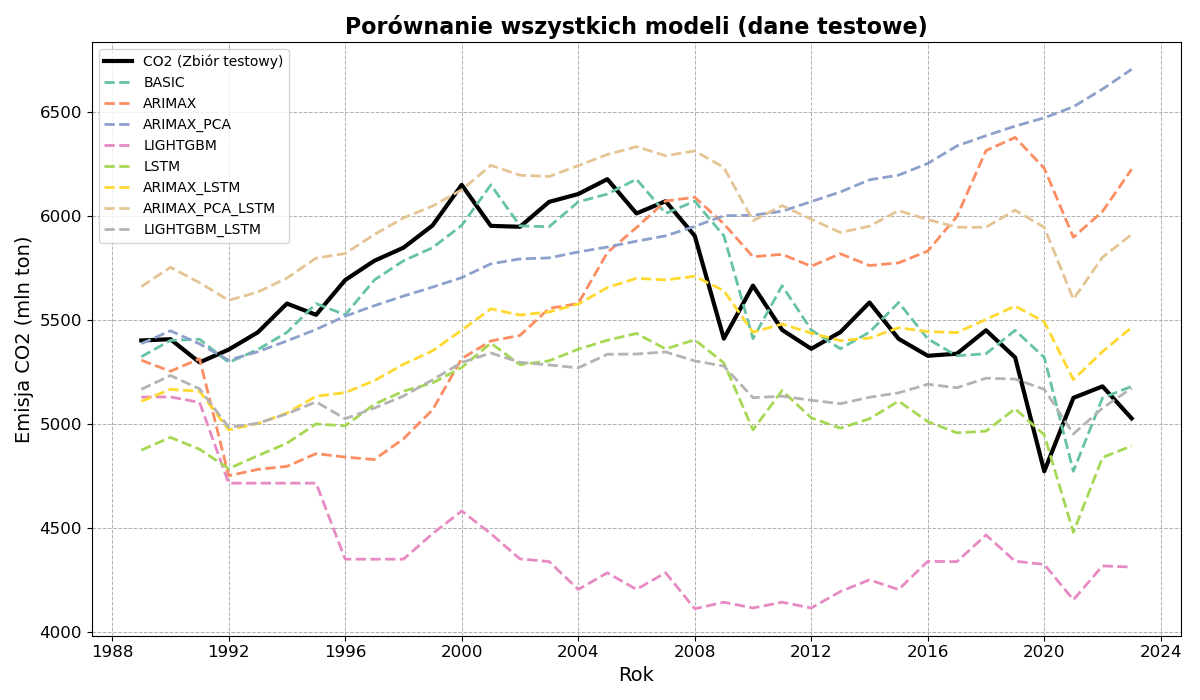 Porównanie wszystkich modeli (dane testowe)
CO2 (Zbiór testowy)
BASIC
ARIMAX
ARIMAX_PCA
LIGHTGBM
LSTM
ARIMAX_LSTM
ARIMAX_PCA_LSTM
LIGHTGBM_LSTM
Emisja CO2 (mln ton)
6500
6000
5500
5000
4500
4000
1988 1992 1996 2000 2004 2008 2012 2016 2020 2024
Rok